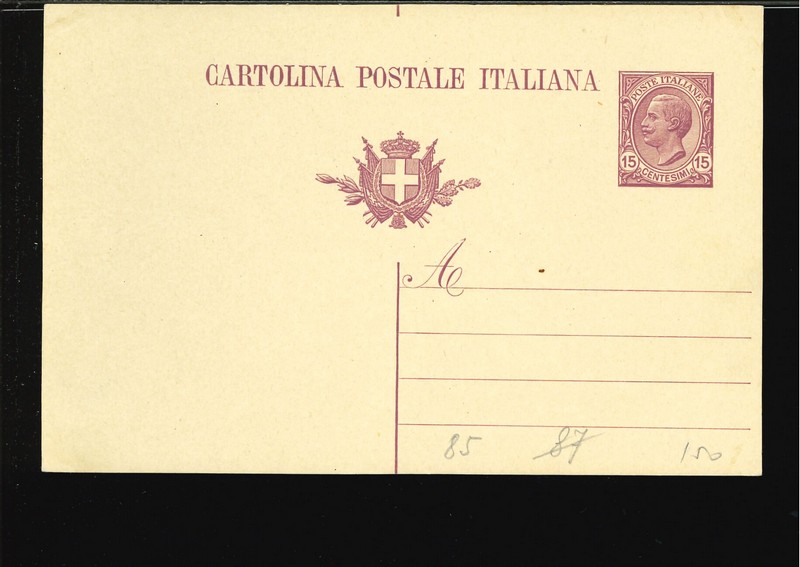 CARTOLINA POSTALE ITALIANA
POSTE ITALIANE
15 15
CENTESIMI
A
85 87 150